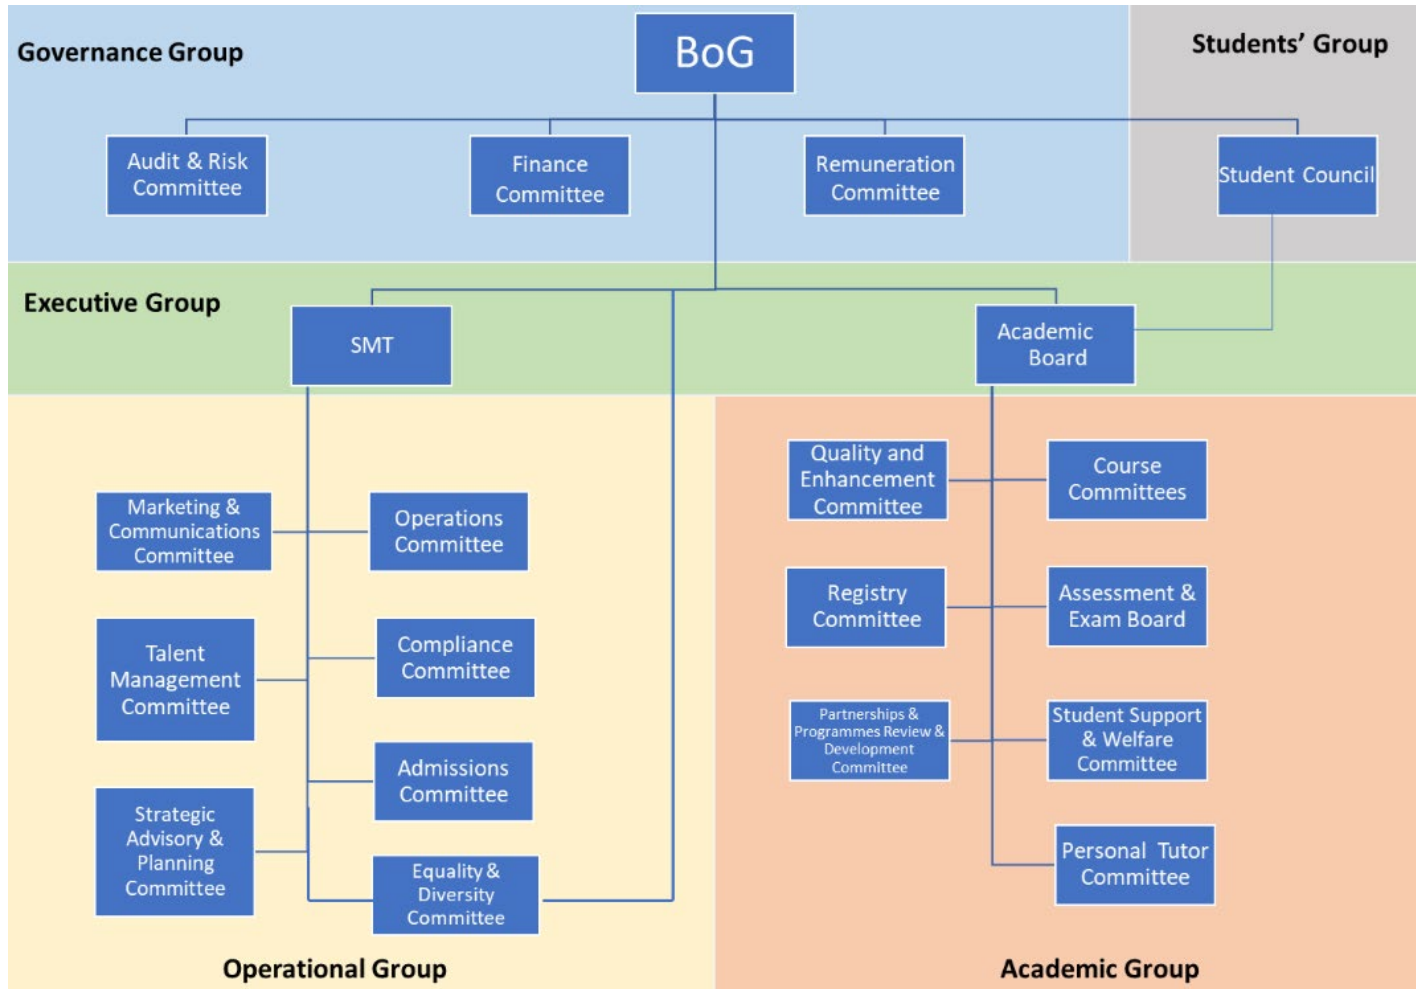 Governance Group
BoG
Students' Group
Audit & Risk
Committee
Finance
Committee
Remuneration
Committee
Student Council
Executive Group
SMT
Academic
Board
Marketing &
Communications
Committee
Operations
Committee
Talent
Management
Committee
Compliance
Committee
Admissions
Committee
Strategic
Advisory &
Planning
Committee
Equality &
Diversity
Committee
Operational Group
Quality and
Enhancement
Committee
Course
Committees
Registry
Committee
Assessment &
Exam Board
Partnerships &
Programmes Review &
Development
Committee
Student Support
& Welfare
Committee
Personal Tutor
Committee
Academic Group